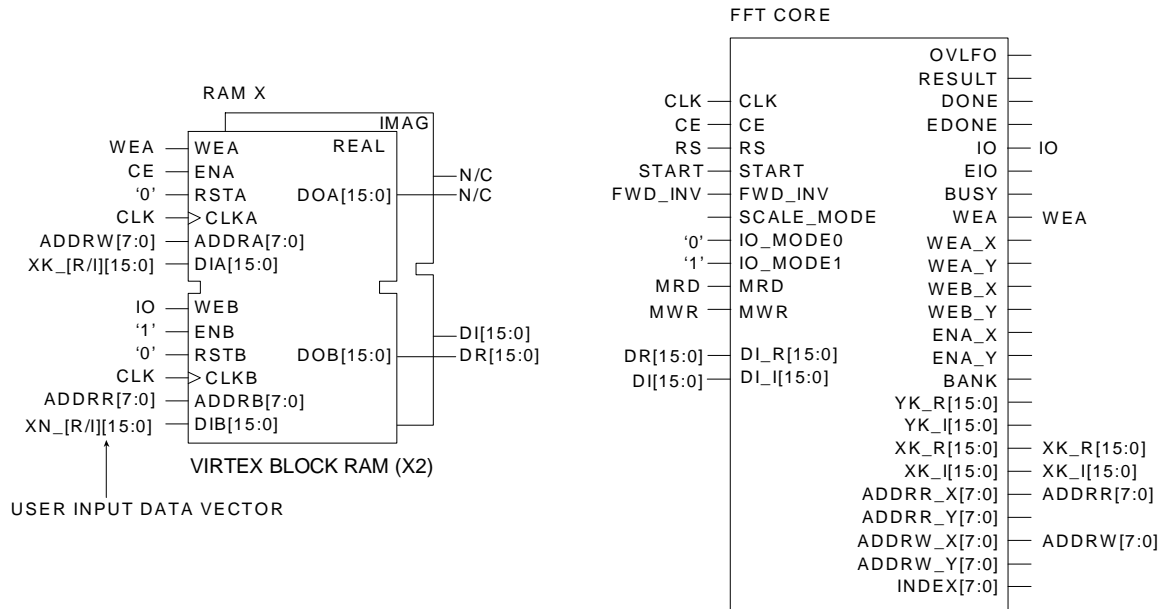 RAM X
IMAG
WEA WEA REAL
CE ENA N/C
‘0’ RSTA DOA[15:0] N/C
CLK CLKA
ADDRW[7:0] ADDRA[7:0]
XK_[R/I][15:0] DIA[15:0]
IO WEB
‘1’ ENB DI[15:0]
‘0’ RSTB DOB[15:0] DR[15:0]
CLK CLKB
ADDRR[7:0] ADDRB[7:0]
XN_[R/I][15:0] DIB[15:0]
VIRTEX BLOCK RAM (X2)
USER INPUT DATA VECTOR
FFT CORE
OVLFO
RESULT
CLK CLK DONE
CE CE EDONE
RS RS IO IO
START START EIO
FWD_INV FWD_INV BUSY
SCALE_MODE WEA WEA
‘0’ IO_MODE0 WEA_X
‘1’ IO_MODE1 WEA_Y
MRD MRD WEB_X
MWR MWR WEB_Y
ENA_X
DR[15:0] DI_R[15:0] ENA_Y
DI[15:0] DI_I[15:0] BANK
YK_R[15:0]
YK_I[15:0]
XK_R[15:0] XK_R[15:0]
XK_I[15:0] XK_I[15:0]
ADDRR_X[7:0] ADDRR[7:0]
ADDRR_Y[7:0]
ADDRW_X[7:0] ADDRW[7:0]
ADDRW_Y[7:0]
INDEX[7:0]